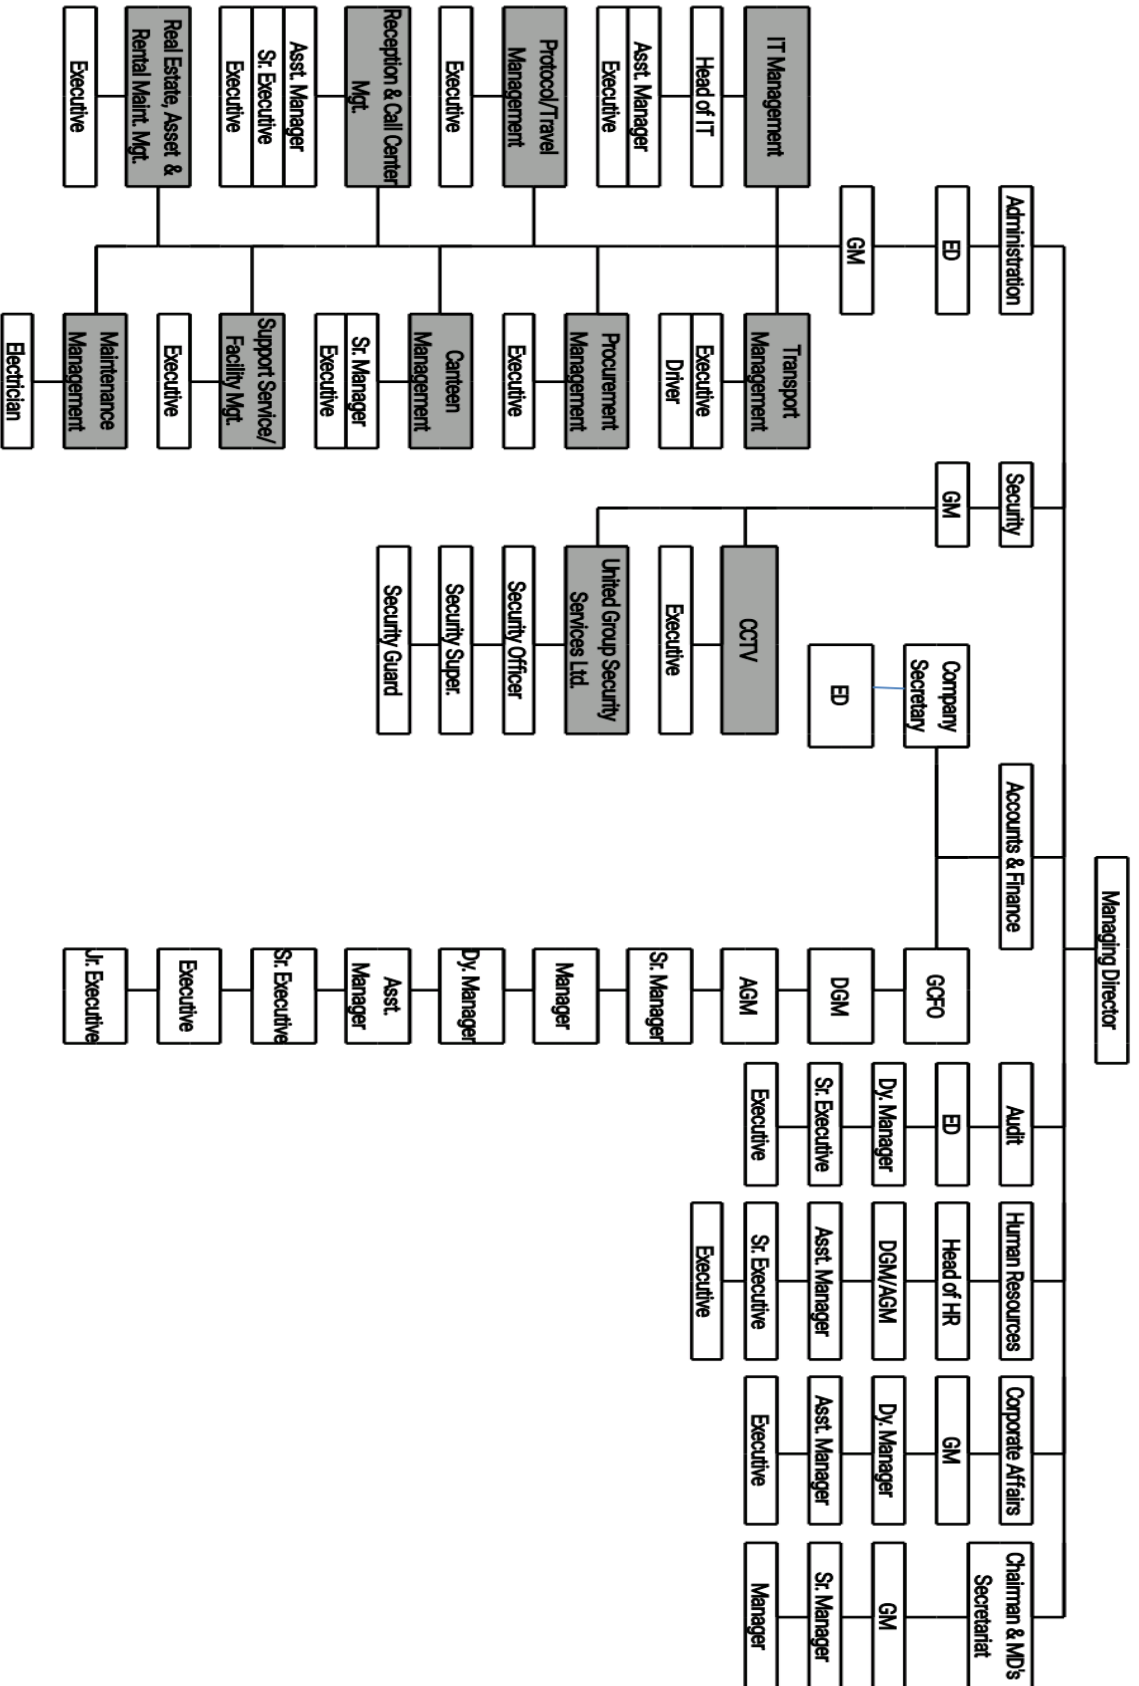 Managing Director
Administration
ED
GM
IT Management
Head of IT
Asst. Manager
Executive
Transport
Management
Executive
Driver
Protocol/Travel
Management
Executive
Procurement
Management
Executive
Reception & Call Center
Mgt.
Asst. Manager
Sr. Executive
Executive
Canteen
Management
Sr. Manager
Executive
Real Estate, Asset &
Rental Maint. Mgt.
Executive
Support Service/
Facility Mgt.
Executive
Maintenance
Management
Electrician
Security
GM
CCTV
Executive
United Group Security
Services Ltd.
Security Officer
Security Super.
Security Guard
Accounts & Finance
Company
Secretary
ED
GCFO
DGM
AGM
Sr. Manager
Manager
Dy. Manager
Asst.
Manager
Sr. Executive
Executive
Jr. Executive
Audit
ED
Dy. Manager
Sr. Executive
Executive
Human Resources
Head of HR
DGM/AGM
Asst. Manager
Sr. Executive
Executive
Corporate Affairs
GM
Dy. Manager
Asst. Manager
Executive
Chairman & MD's
Secretariat
GM
Sr. Manager
Manager